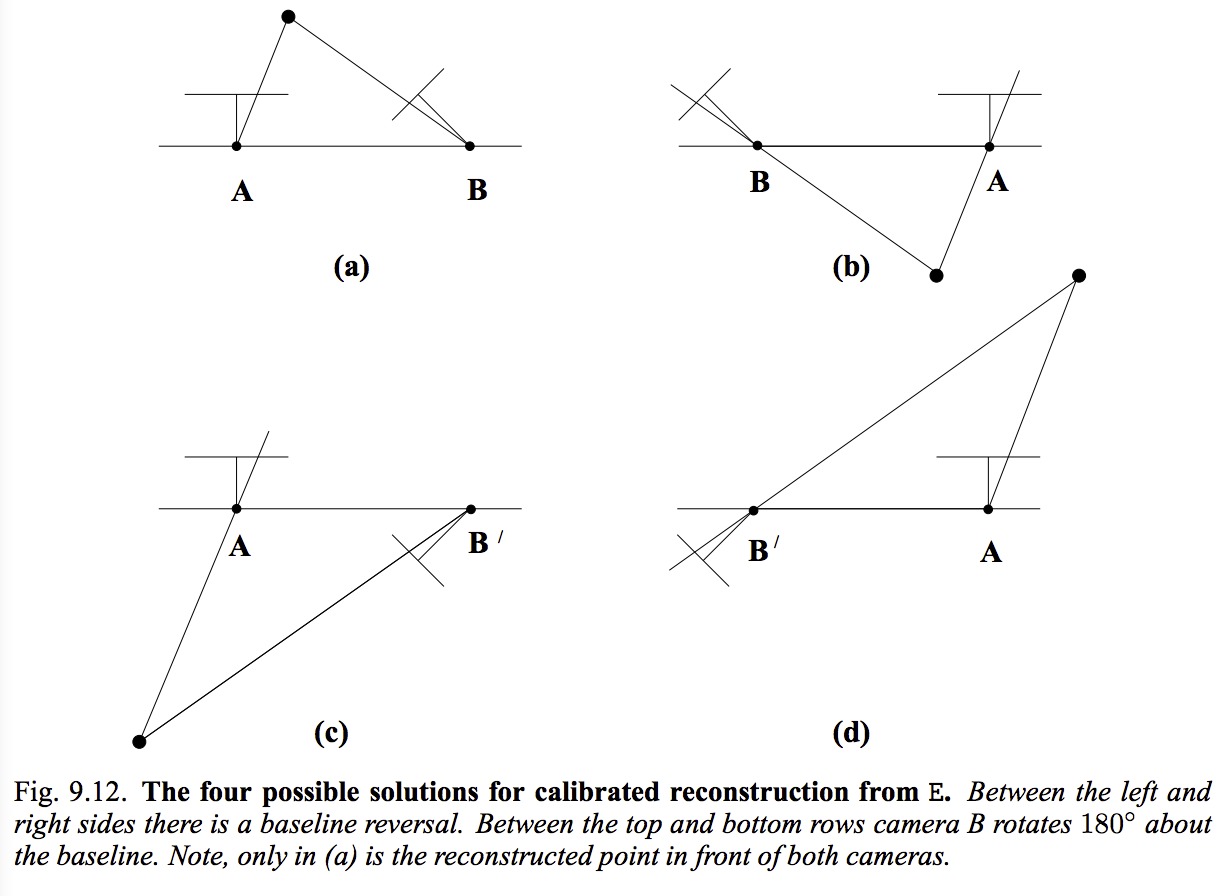 A B
B A
(a) (b)
A B /
B / A
(c) (d)
Fig. 9.12. The four possible solutions for calibrated reconstruction from E. Between the left and
right sides there is a baseline reversal. Between the top and bottom rows camera B rotates 180° about
the baseline. Note, only in (a) is the reconstructed point in front of both cameras.